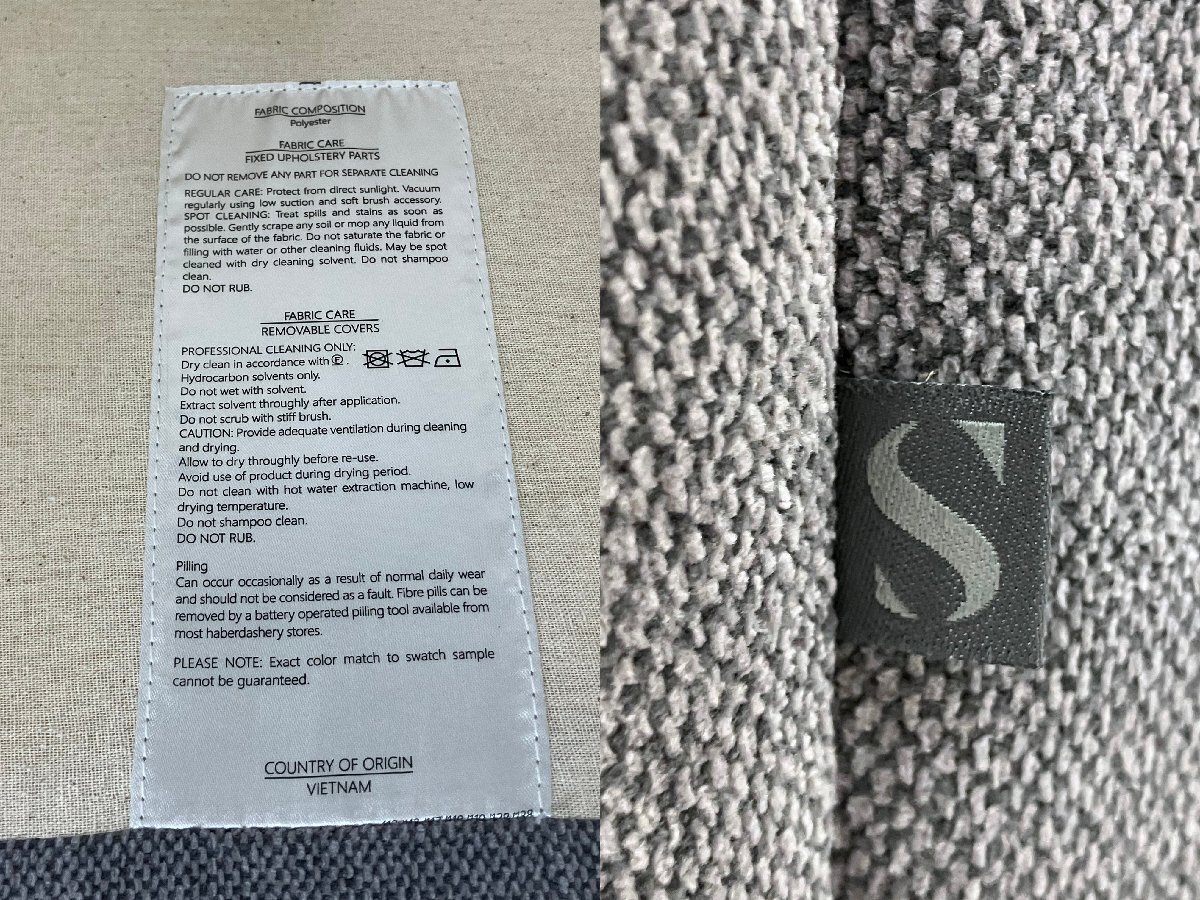 FABRIC COMPOSITION
Polyester
FABRIC CARE
FIXED UPHOLSTERY PARTS
DO NOT REMOVE ANY PART FOR SEPARATE CLEANING
REGULAR CARE: Protect from direct sunlight. Vacuum
regularly using low suction and soft brush accessory.
SPOT CLEANING: Treat spills and stains as soon as
possible. Gently scrape any soil or mop any liquid from
the surface of the fabric. Do not saturate the fabric or
filling with water or other cleaning fluids. May be spot
cleaned with dry cleaning solvent. Do not shampoo
clean.
DO NOT RUB.
FABRIC CARE
REMOVABLE COVERS
PROFESSIONAL CLEANING ONLY:
Dry clean in accordance with Ⓟ.
Hydrocarbon solvents only.
Do not wet with solvent.
Extract solvent throughly after application.
Do not scrub with stiff brush.
CAUTION: Provide adequate ventilation during cleaning
and drying.
Allow to dry throughly before re-use.
Avoid use of product during drying period.
Do not clean with hot water extraction machine, low
drying temperature.
Do not shampoo clean.
DO NOT RUB.
Pilling
Can occur occasionally as a result of normal daily wear
and should not be considered as a fault. Fibre pills can be
removed by a battery operated pilling tool available from
most haberdashery stores.
PLEASE NOTE: Exact color match to swatch sample
cannot be guaranteed.
COUNTRY OF ORIGIN
VIETNAM
S